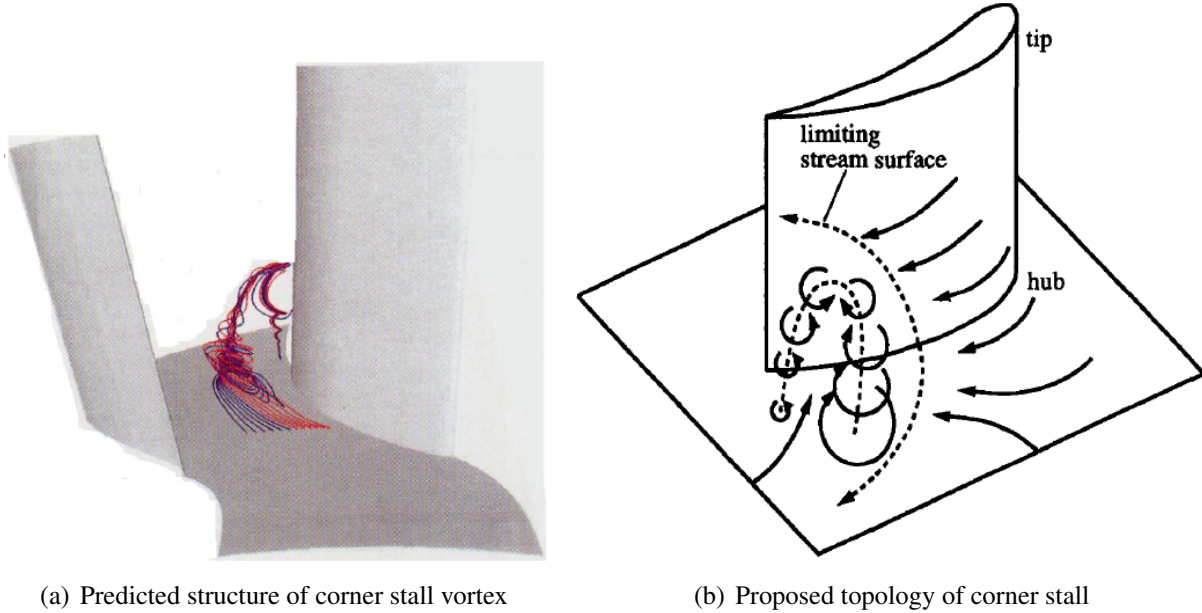 tip
limiting
stream surface
hub
(a) Predicted structure of corner stall vortex
(b) Proposed topology of corner stall